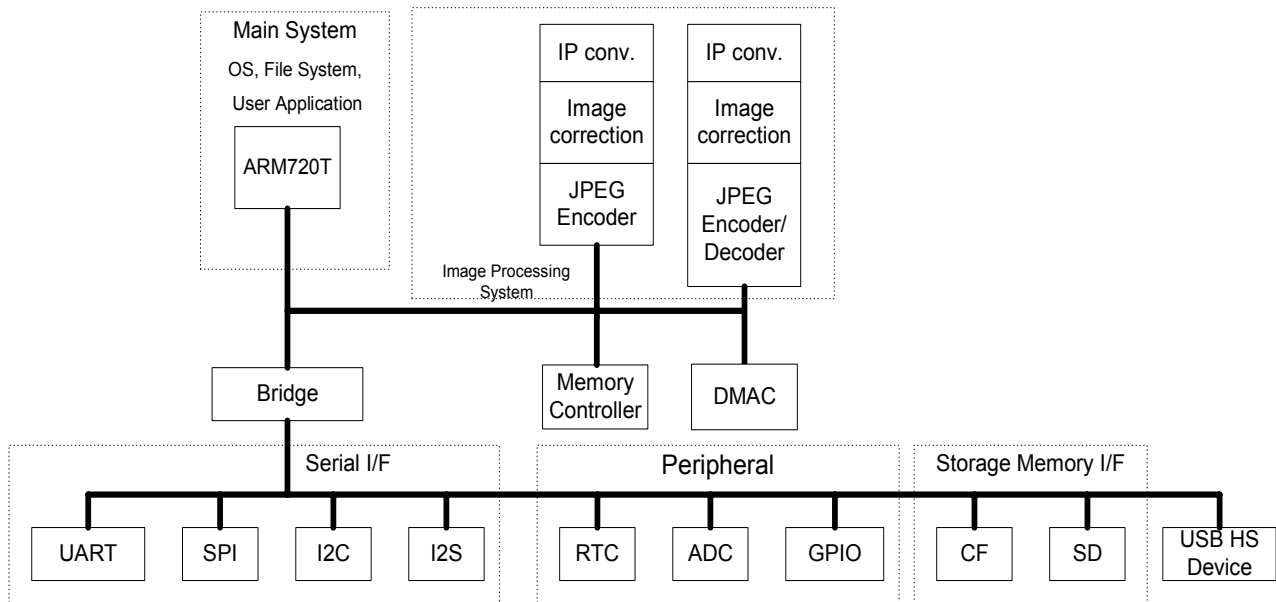 Main System
OS, File System,
User Application
ARM720T
IP conv.
Image
correction
JPEG
Encoder
IP conv.
Image
correction
JPEG
Encoder/
Decoder
Image Processing
System
Bridge
Memory
Controller
DMAC
Serial I/F
UART
SPI
I2C
I2S
Peripheral
RTC
ADC
GPIO
Storage Memory I/F
CF
SD
USB HS
Device